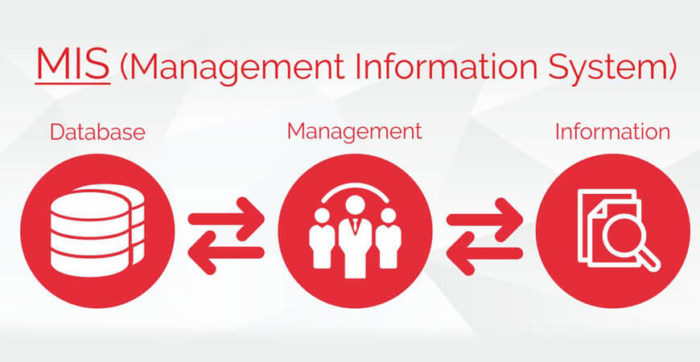 MIS (Management Information System)
Database
Management
Information